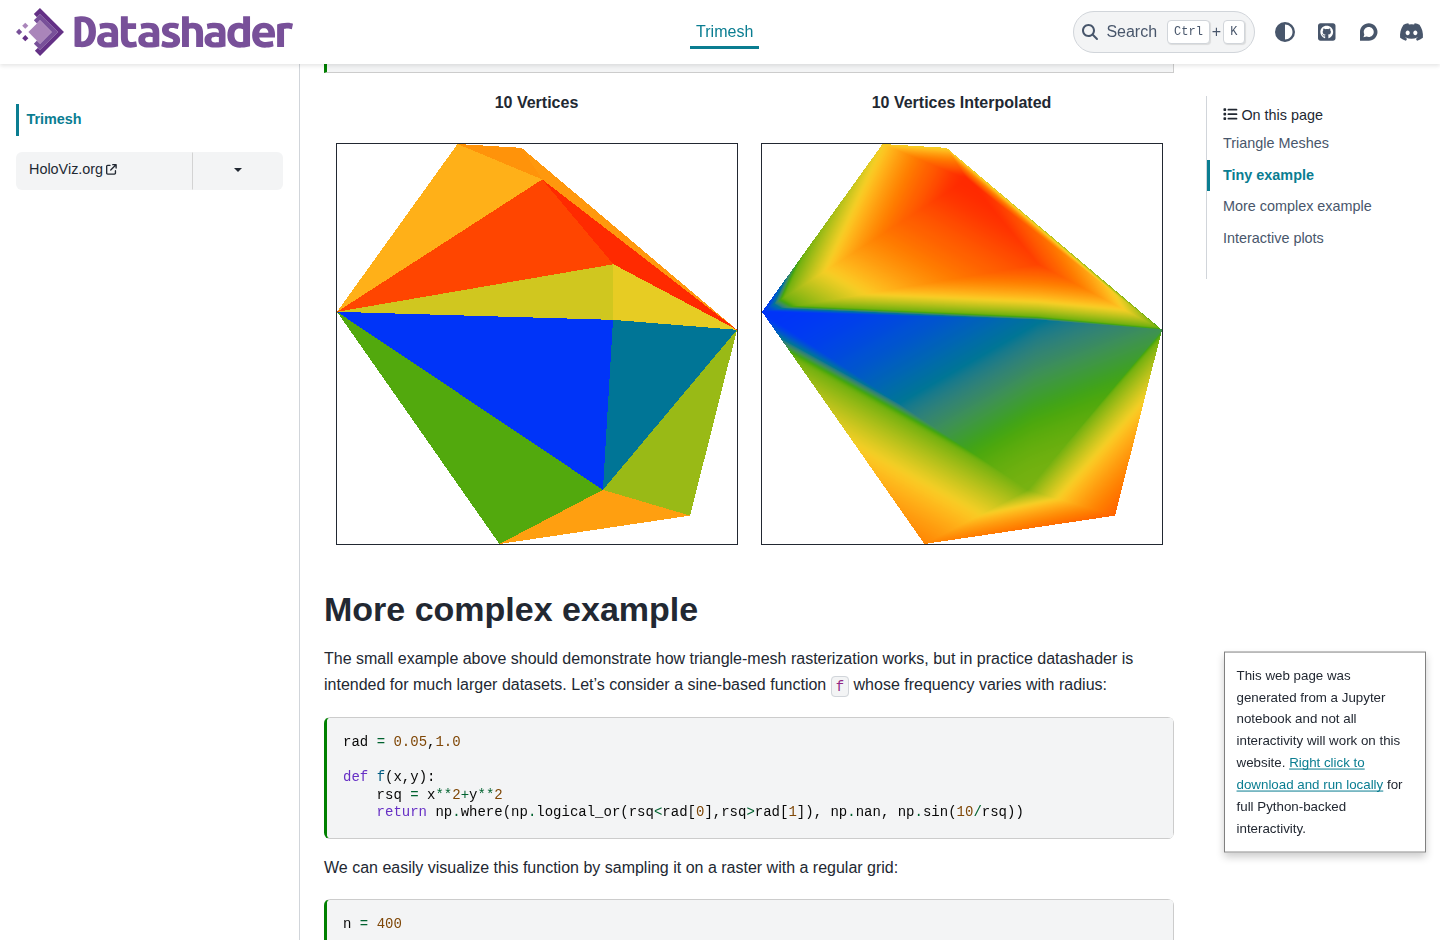 Datashader
Trimesh
Search Ctrl + K
Trimesh
HoloViz.org
10 Vertices
10 Vertices Interpolated
On this page
Triangle Meshes
Tiny example
More complex example
Interactive plots
More complex example
The small example above should demonstrate how triangle-mesh rasterization works, but in practice datashader is
intended for much larger datasets. Let’s consider a sine-based function f whose frequency varies with radius:
rad = 0.05,1.0
def f(x,y):
    rsq = x**2+y**2
    return np.where(np.logical_or(rsq<rad[0],rsq>rad[1]), np.nan, np.sin(10/rsq))
We can easily visualize this function by sampling it on a raster with a regular grid:
n = 400
This web page was
generated from a Jupyter
notebook and not all
interactivity will work on this
website. Right click to
download and run locally for
full Python-backed
interactivity.